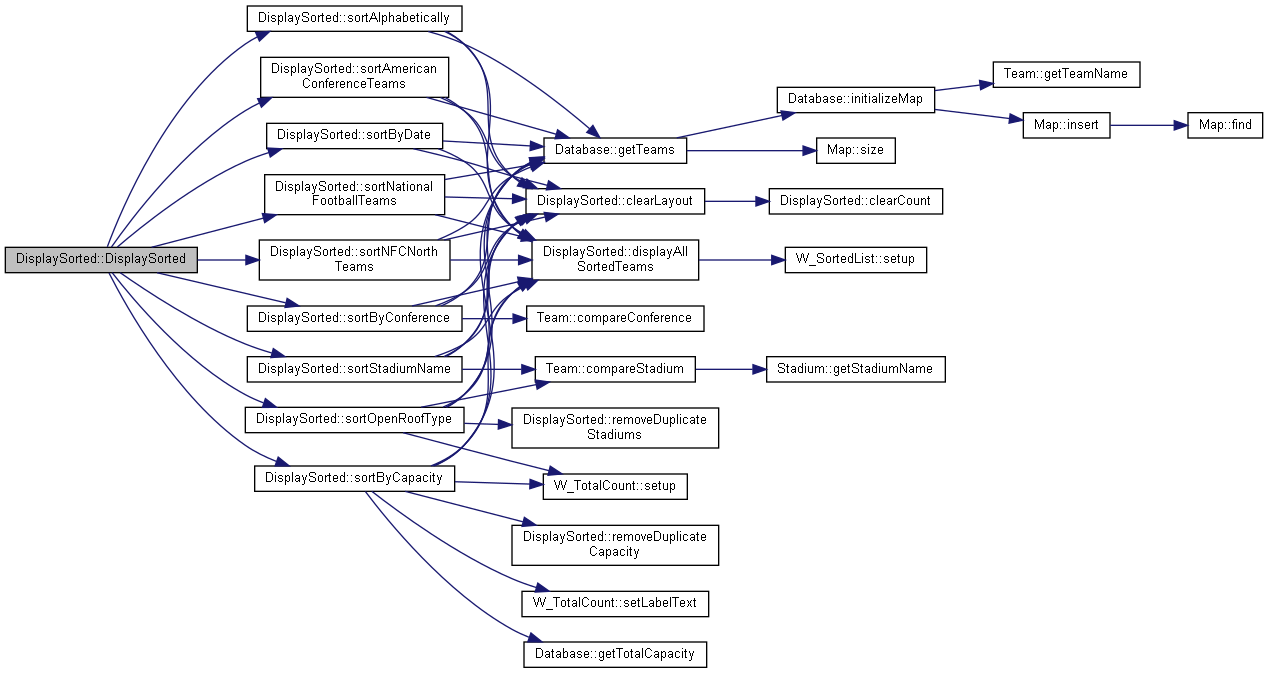 DisplaySorted::DisplaySorted
DisplaySorted::sortAlphabetically
DisplaySorted::sortAmerican
ConferenceTeams
DisplaySorted::sortByDate
DisplaySorted::sortNational
FootballTeams
DisplaySorted::sortNFCNorth
Teams
DisplaySorted::sortByConference
DisplaySorted::sortStadiumName
DisplaySorted::sortOpenRoofType
DisplaySorted::sortByCapacity
Database::getTeams
DisplaySorted::clearLayout
DisplaySorted::displayAll
SortedTeams
Team::compareConference
Team::compareStadium
DisplaySorted::removeDuplicate
Stadiums
W_TotalCount::setup
DisplaySorted::removeDuplicate
Capacity
W_TotalCount::setLabelText
Database::getTotalCapacity
Database::initializeMap
Map::size
DisplaySorted::clearCount
W_SortedList::setup
Stadium::getStadiumName
Team::getTeamName
Map::insert
Map::find